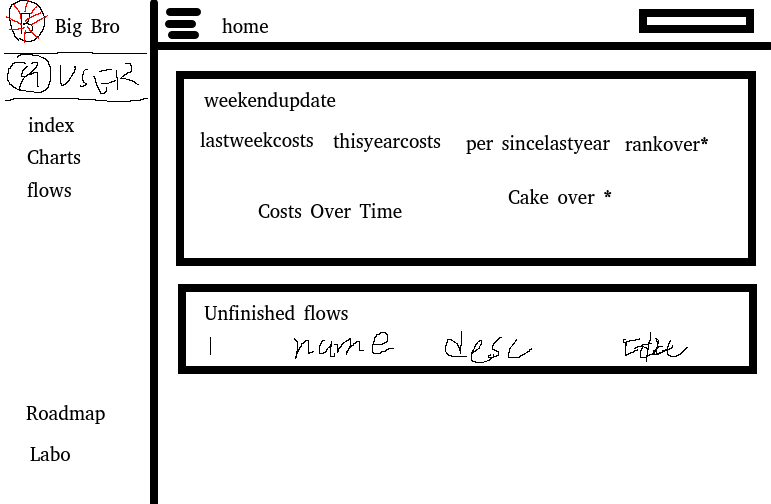 Big Bro
home
USER
index
Charts
flows
Roadmap
Labo
weekendupdate
lastweekcosts thisyearcosts per sincelastyear rankover*
Costs Over Time
Cake over *
Unfinished flows
1 name desc